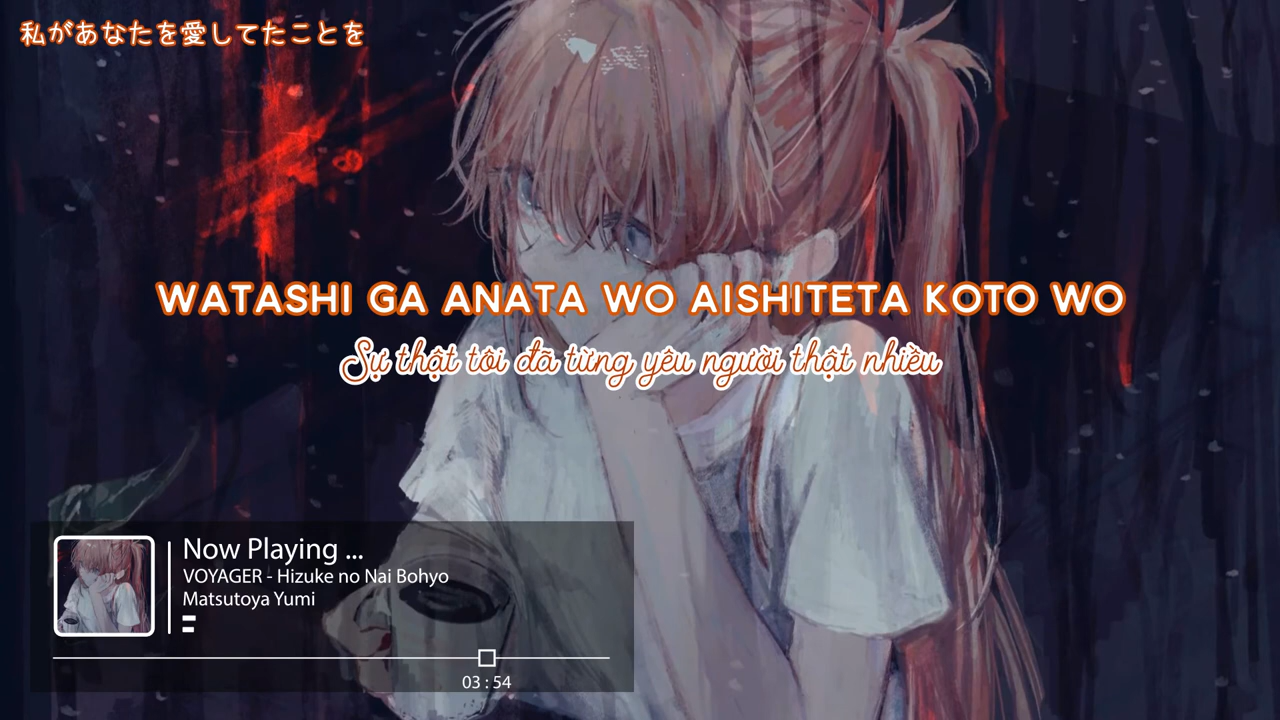 私があなたを愛してたことを
WATASHI GA ANATA WO AISHITETA KOTO WO
Sự thật tôi đã từng yêu người thật nhiều
Now Playing ...
VOYAGER - Hizuke no Nai Bohyo
Matsutoya Yumi
03 : 54